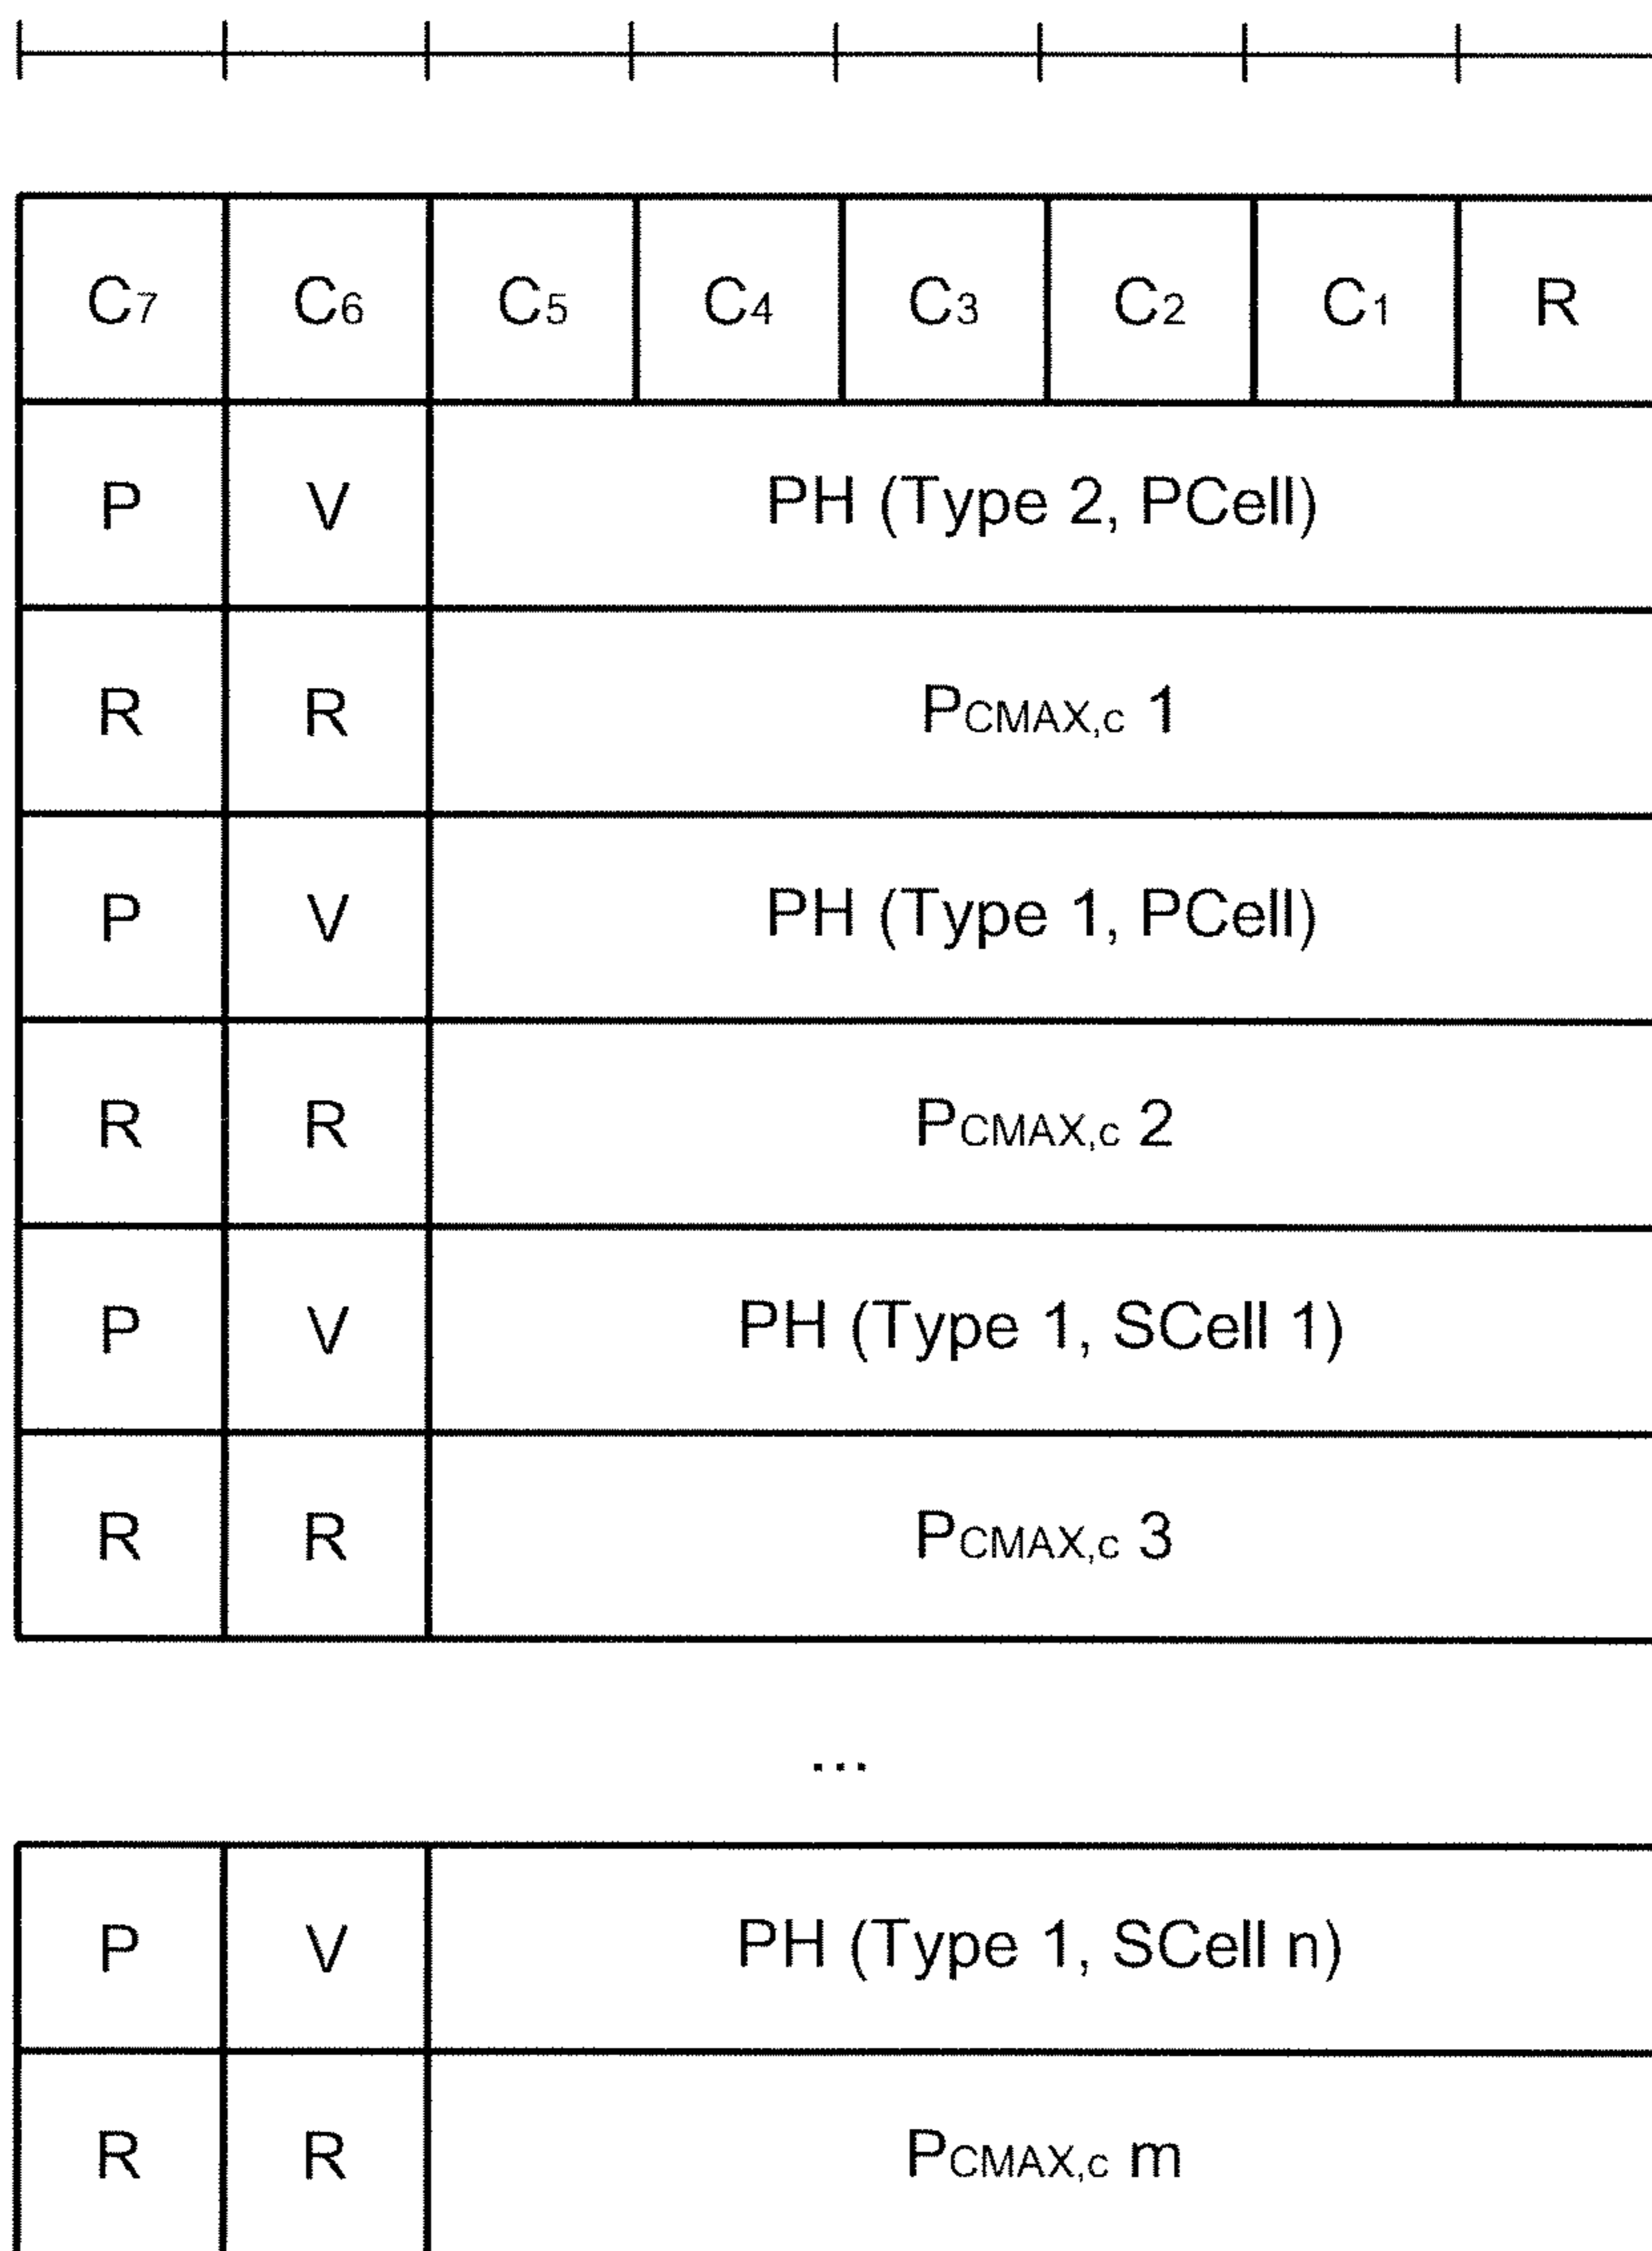 C7 C6 C5 C4 C3 C2 C1 R
P V PH (Type 2, PCell)
R R PCMAX,c 1
P V PH (Type 1, PCell)
R R PCMAX,c 2
P V PH (Type 1, SCell 1)
R R PCMAX,c 3
...
P V PH (Type 1, SCell n)
R R PCMAX,c m